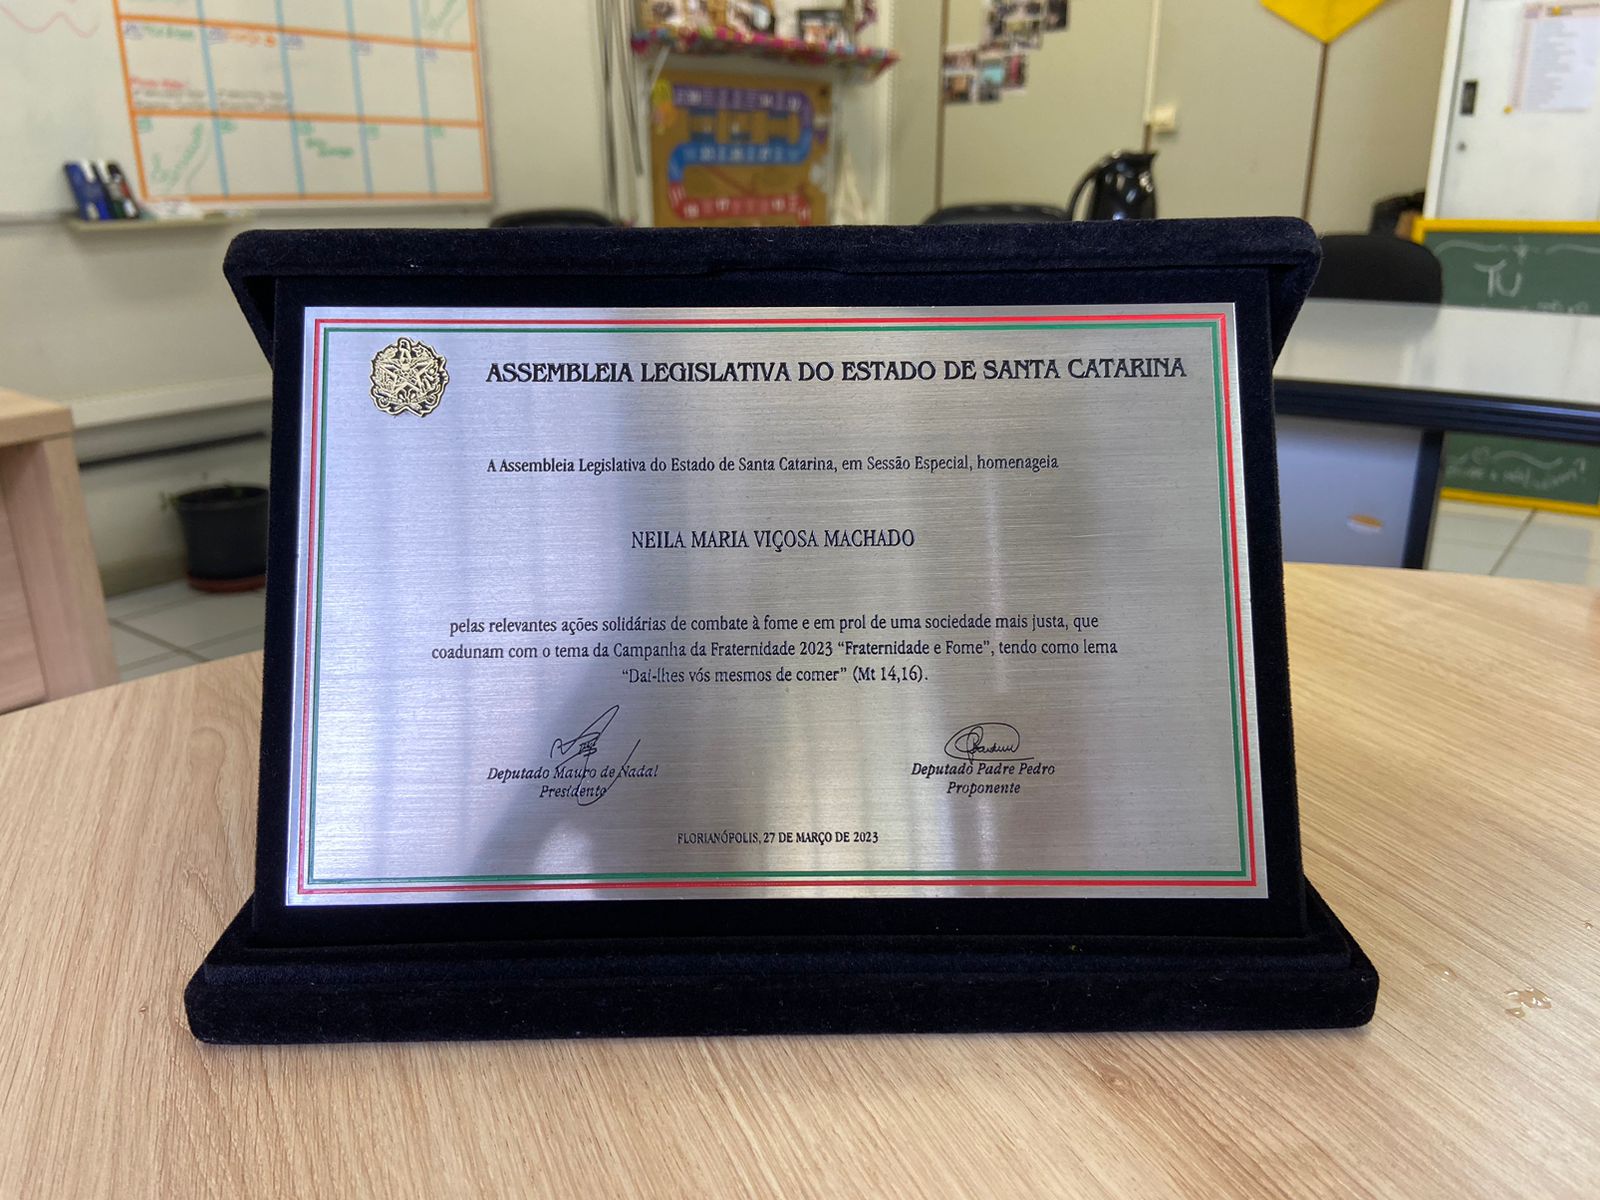 ASSEMBLEIA LEGISLATIVA DO ESTADO DE SANTA CATARINA
A Assembleia Legislativa do Estado de Santa Catarina, em Sessão Especial, homenageia
NEILA MARIA VIÇOSA MACHADO
pelas relevantes ações solidárias de combate à fome e em prol de uma sociedade mais justa, que
coadunam com o tema da Campanha da Fraternidade 2023 “Fraternidade e Fome”, tendo como lema
“Daí-lhes vós mesmos de comer” (Mt 14,16).
Deputado Mauro de Nadal
Presidente
Deputado Padre Pedro
Proponente
FLORIANÓPOLIS, 27 DE MARÇO DE 2023
TU